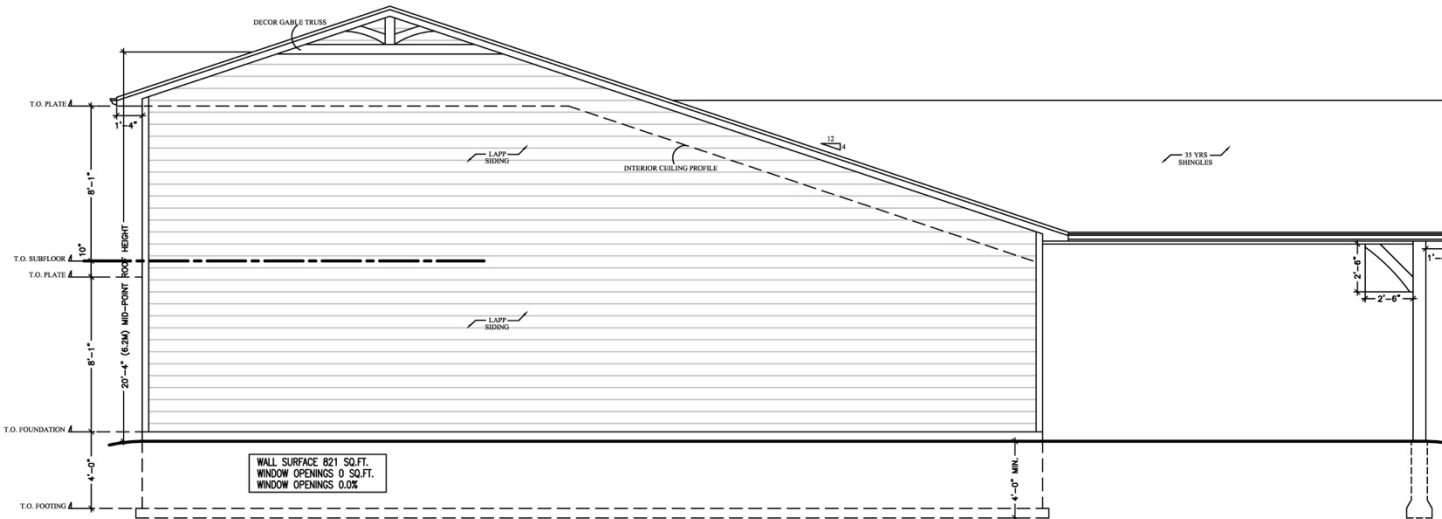 DECOR GABLE TRUSS
T.O. PLATE
1'-4"
12
4
LAPP
SIDING
INTERIOR CEILING PROFILE
35 YRS
SHINGLES
8'-1"
20'-4" (6.2M) MID-POINT ROOF HEIGHT
10"
T.O. SUBFLOOR
T.O. PLATE
2'-6"
1'-
2'-6"
LAPP
SIDING
8'-1"
T.O. FOUNDATION
4'-0"
WALL SURFACE 821 SQ.FT.
WINDOW OPENINGS 0 SQ.FT.
WINDOW OPENINGS 0.0%
4'-0" MIN.
T.O. FOOTING